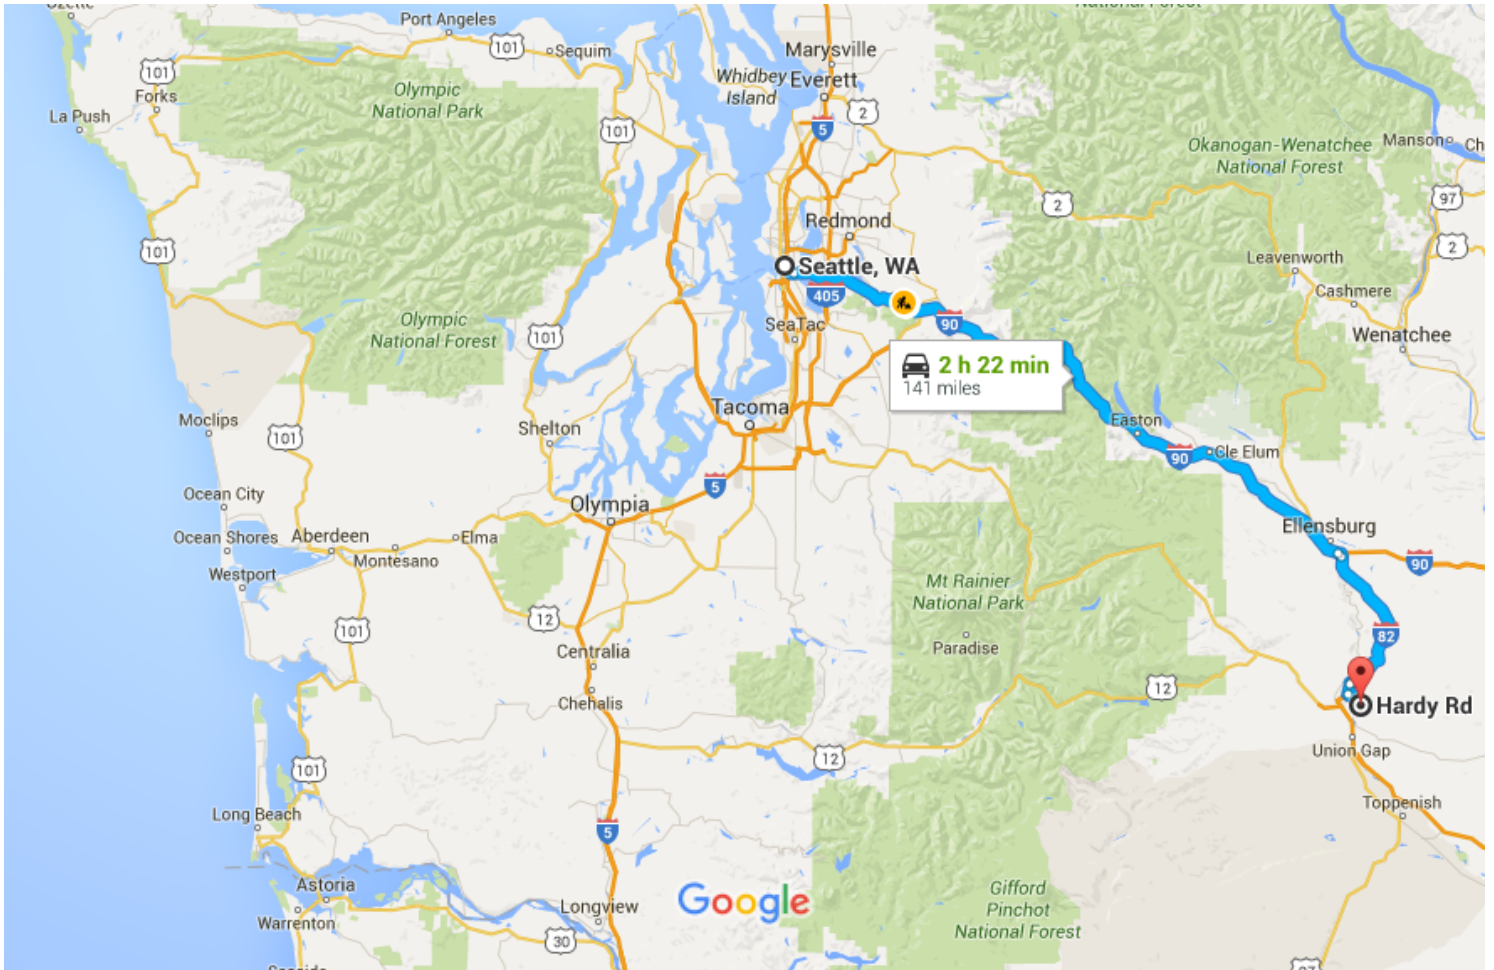 Port Angeles
National Forest
101
Sequim
Marysville
101
Forks
Olympic
National Park
Whidbey
Island
Everett
2
La Push
101
5
Okanogan-Wenatchee
National Forest
Manson
Ch
2
97
Redmond
101
2
Seattle, WA
Leavenworth
405
Cashmere
90
Olympic
National Forest
101
SeaTac
Wenatchee
2 h 22 min
141 miles
Tacoma
Moclips
101
Shelton
Easton
90
Cle Elum
5
Ocean City
Olympia
Ellensburg
Ocean Shores
Aberdeen
Elma
Montesano
90
Westport
Mt Rainier
National Park
12
101
82
Centralia
Paradise
12
Chehalis
Hardy Rd
Union Gap
12
101
Toppenish
Long Beach
5
Astoria
Gifford
Pinchot
National Forest
Google
Longview
Warrenton
30